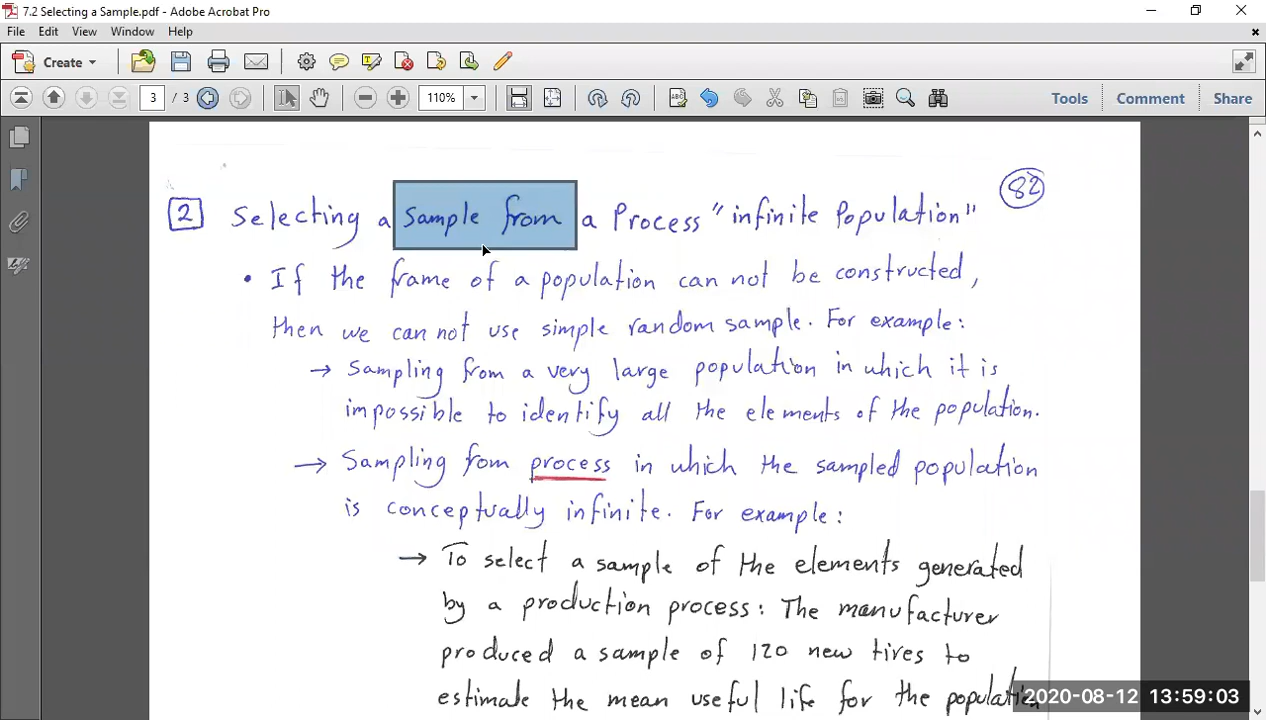 7.2 Selecting a Sample.pdf - Adobe Acrobat Pro
File Edit View Window Help
Create
3 / 3 110% Tools Comment Share
82
2 Selecting a Sample from a Process "infinite Population"
• If the frame of a population can not be constructed,
then we can not use simple random sample. For example:
→ Sampling from a very large population in which it is
impossible to identify all the elements of the population.
→ Sampling from process in which the sampled population
is conceptually infinite. For example:
→ To select a sample of the elements generated
by a production process: The manufacturer
produced a sample of 120 new tires to
estimate the mean useful life for the population
2020-08-12 13:59:03